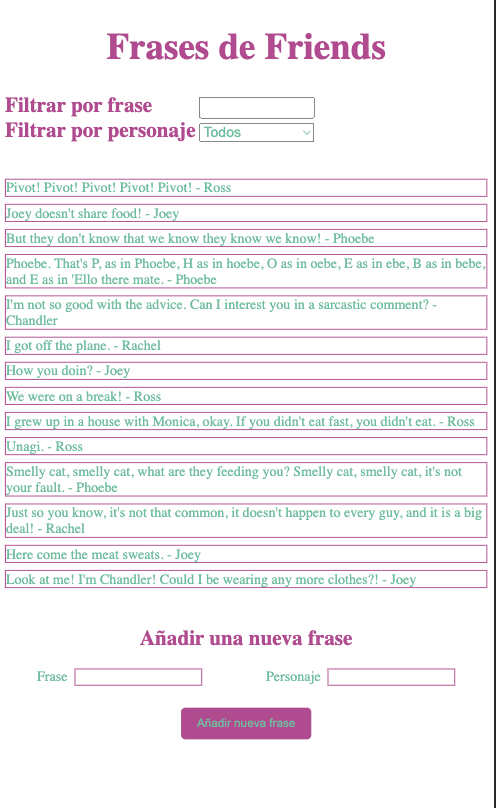 Frases de Friends
Filtrar por frase
Filtrar por personaje Todos
Pivot! Pivot! Pivot! Pivot! Pivot! - Ross
Joey doesn't share food! - Joey
But they don't know that we know they know we know! - Phoebe
Phoebe. That's P, as in Phoebe, H as in hoebe, O as in oebe, E as in ebe, B as in bebe,
and E as in 'Ello there mate. - Phoebe
I'm not so good with the advice. Can I interest you in a sarcastic comment? -
Chandler
I got off the plane. - Rachel
How you doin? - Joey
We were on a break! - Ross
I grew up in a house with Monica, okay. If you didn't eat fast, you didn't eat. - Ross
Unagi. - Ross
Smelly cat, smelly cat, what are they feeding you? Smelly cat, smelly cat, it's not
your fault. - Phoebe
Just so you know, it's not that common, it doesn't happen to every guy, and it is a big
deal! - Rachel
Here come the meat sweats. - Joey
Look at me! I'm Chandler! Could I be wearing any more clothes?! - Joey
Añadir una nueva frase
Frase Personaje
Añadir nueva frase